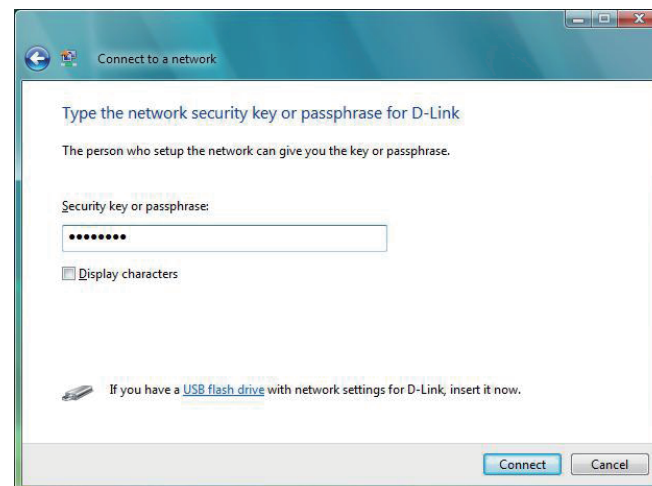 Connect to a network
Type the network security key or passphrase for D-Link
The person who setup the network can give you the key or passphrase.
Security key or passphrase:
••••••••
Display characters
If you have a USB flash drive with network settings for D-Link, insert it now.
Connect Cancel